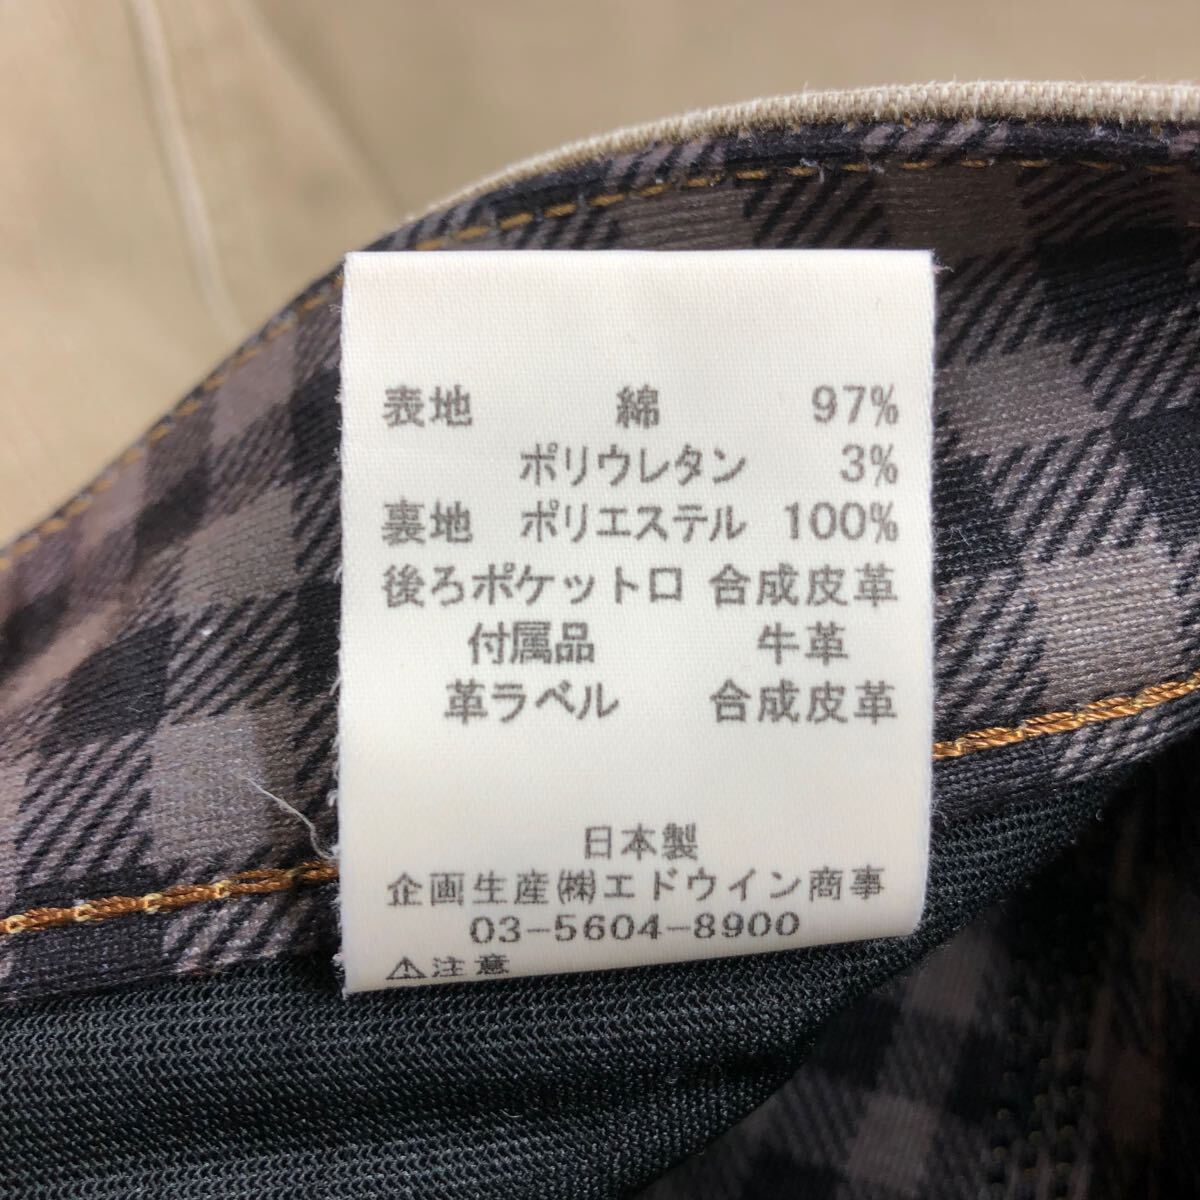 表地 綿 97%
ポリウレタン 3%
裏地 ポリエステル 100%
後ろポケット口 合成皮革
付属品 牛革
革ラベル 合成皮革
日本製
企画生産㈱エドウイン商事
03-5604-8900
⚠注意